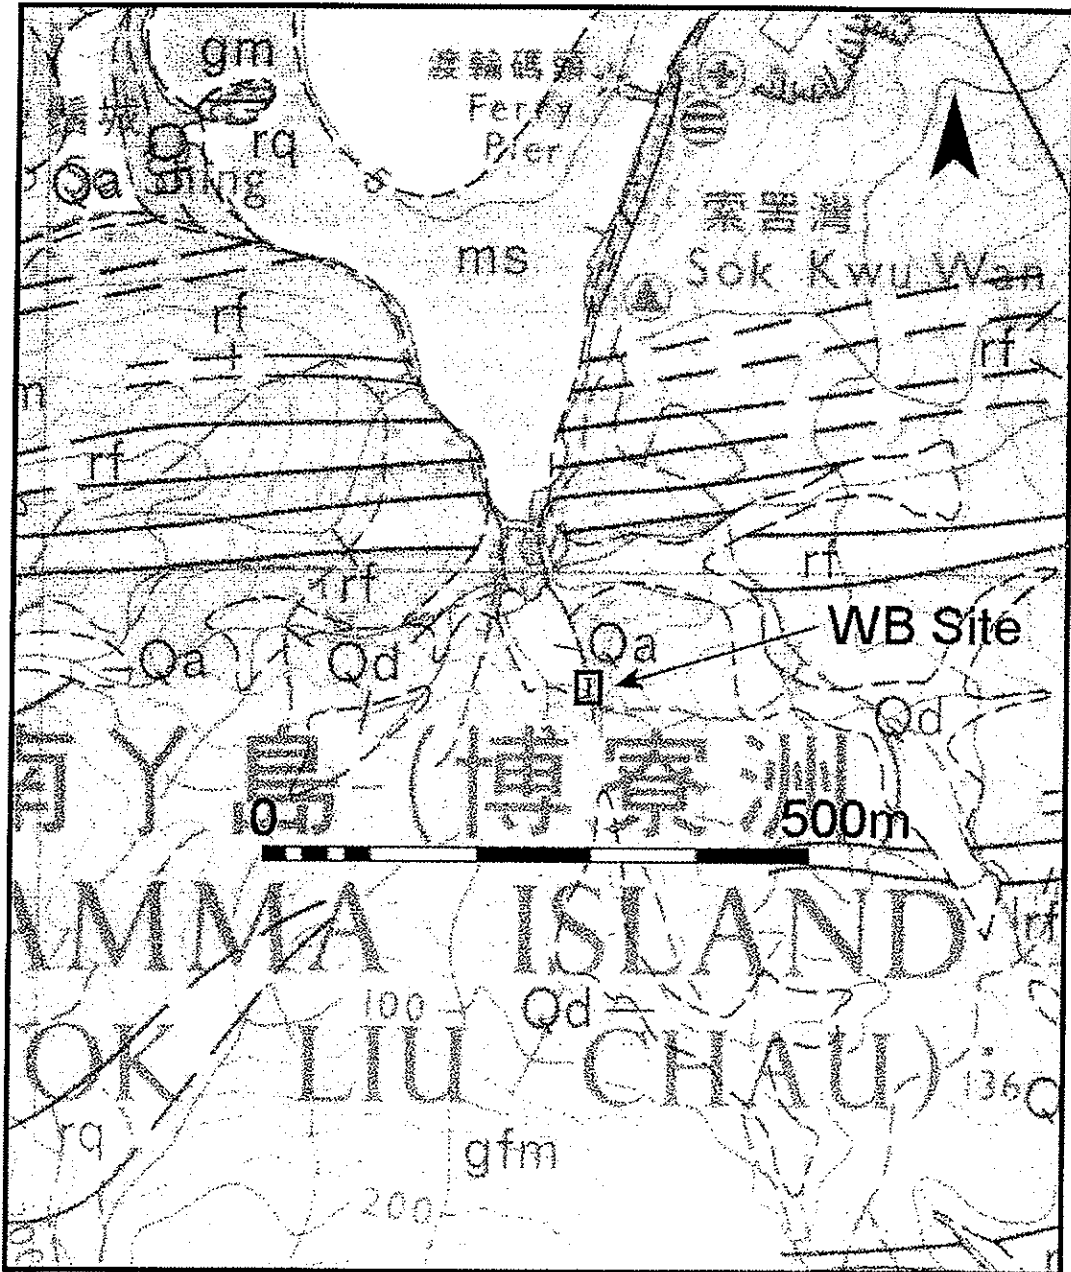 gm
渡輪碼頭
Ferry
Pier
rq
Qa
5
索罟灣
Sok Kwu Wan
ms
rf
rf
rf
rf
rf
Qa
Qd
Qa
WB Site
Qd
島(博寮洲
0
500m
AMMA ISLAND
rf
100
Qd
OK LIU CHAU)
136
Q
rq
gfm
200